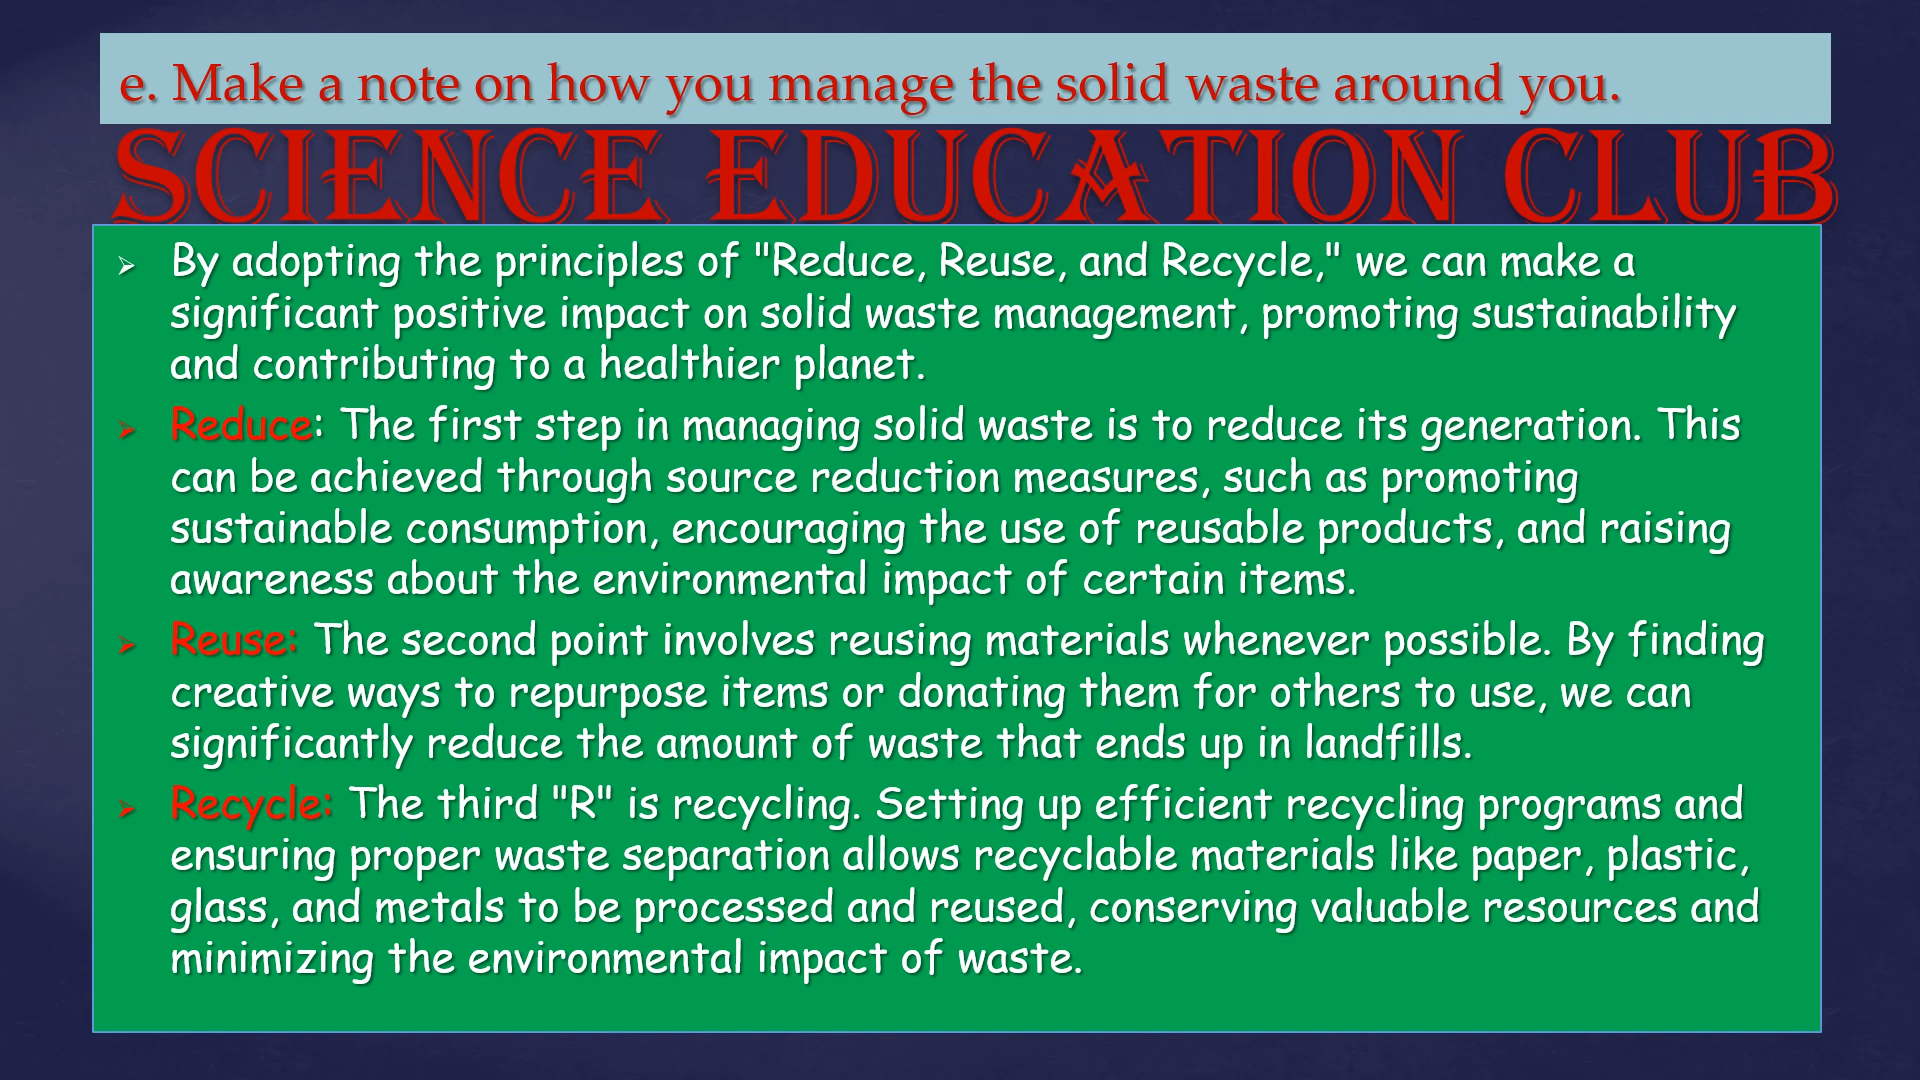 e. Make a note on how you manage the solid waste around you.
SCIENCE EDUCATION CLUB
➢ By adopting the principles of "Reduce, Reuse, and Recycle," we can make a
significant positive impact on solid waste management, promoting sustainability
and contributing to a healthier planet.
➢ Reduce: The first step in managing solid waste is to reduce its generation. This
can be achieved through source reduction measures, such as promoting
sustainable consumption, encouraging the use of reusable products, and raising
awareness about the environmental impact of certain items.
➢ Reuse: The second point involves reusing materials whenever possible. By finding
creative ways to repurpose items or donating them for others to use, we can
significantly reduce the amount of waste that ends up in landfills.
➢ Recycle: The third "R" is recycling. Setting up efficient recycling programs and
ensuring proper waste separation allows recyclable materials like paper, plastic,
glass, and metals to be processed and reused, conserving valuable resources and
minimizing the environmental impact of waste.